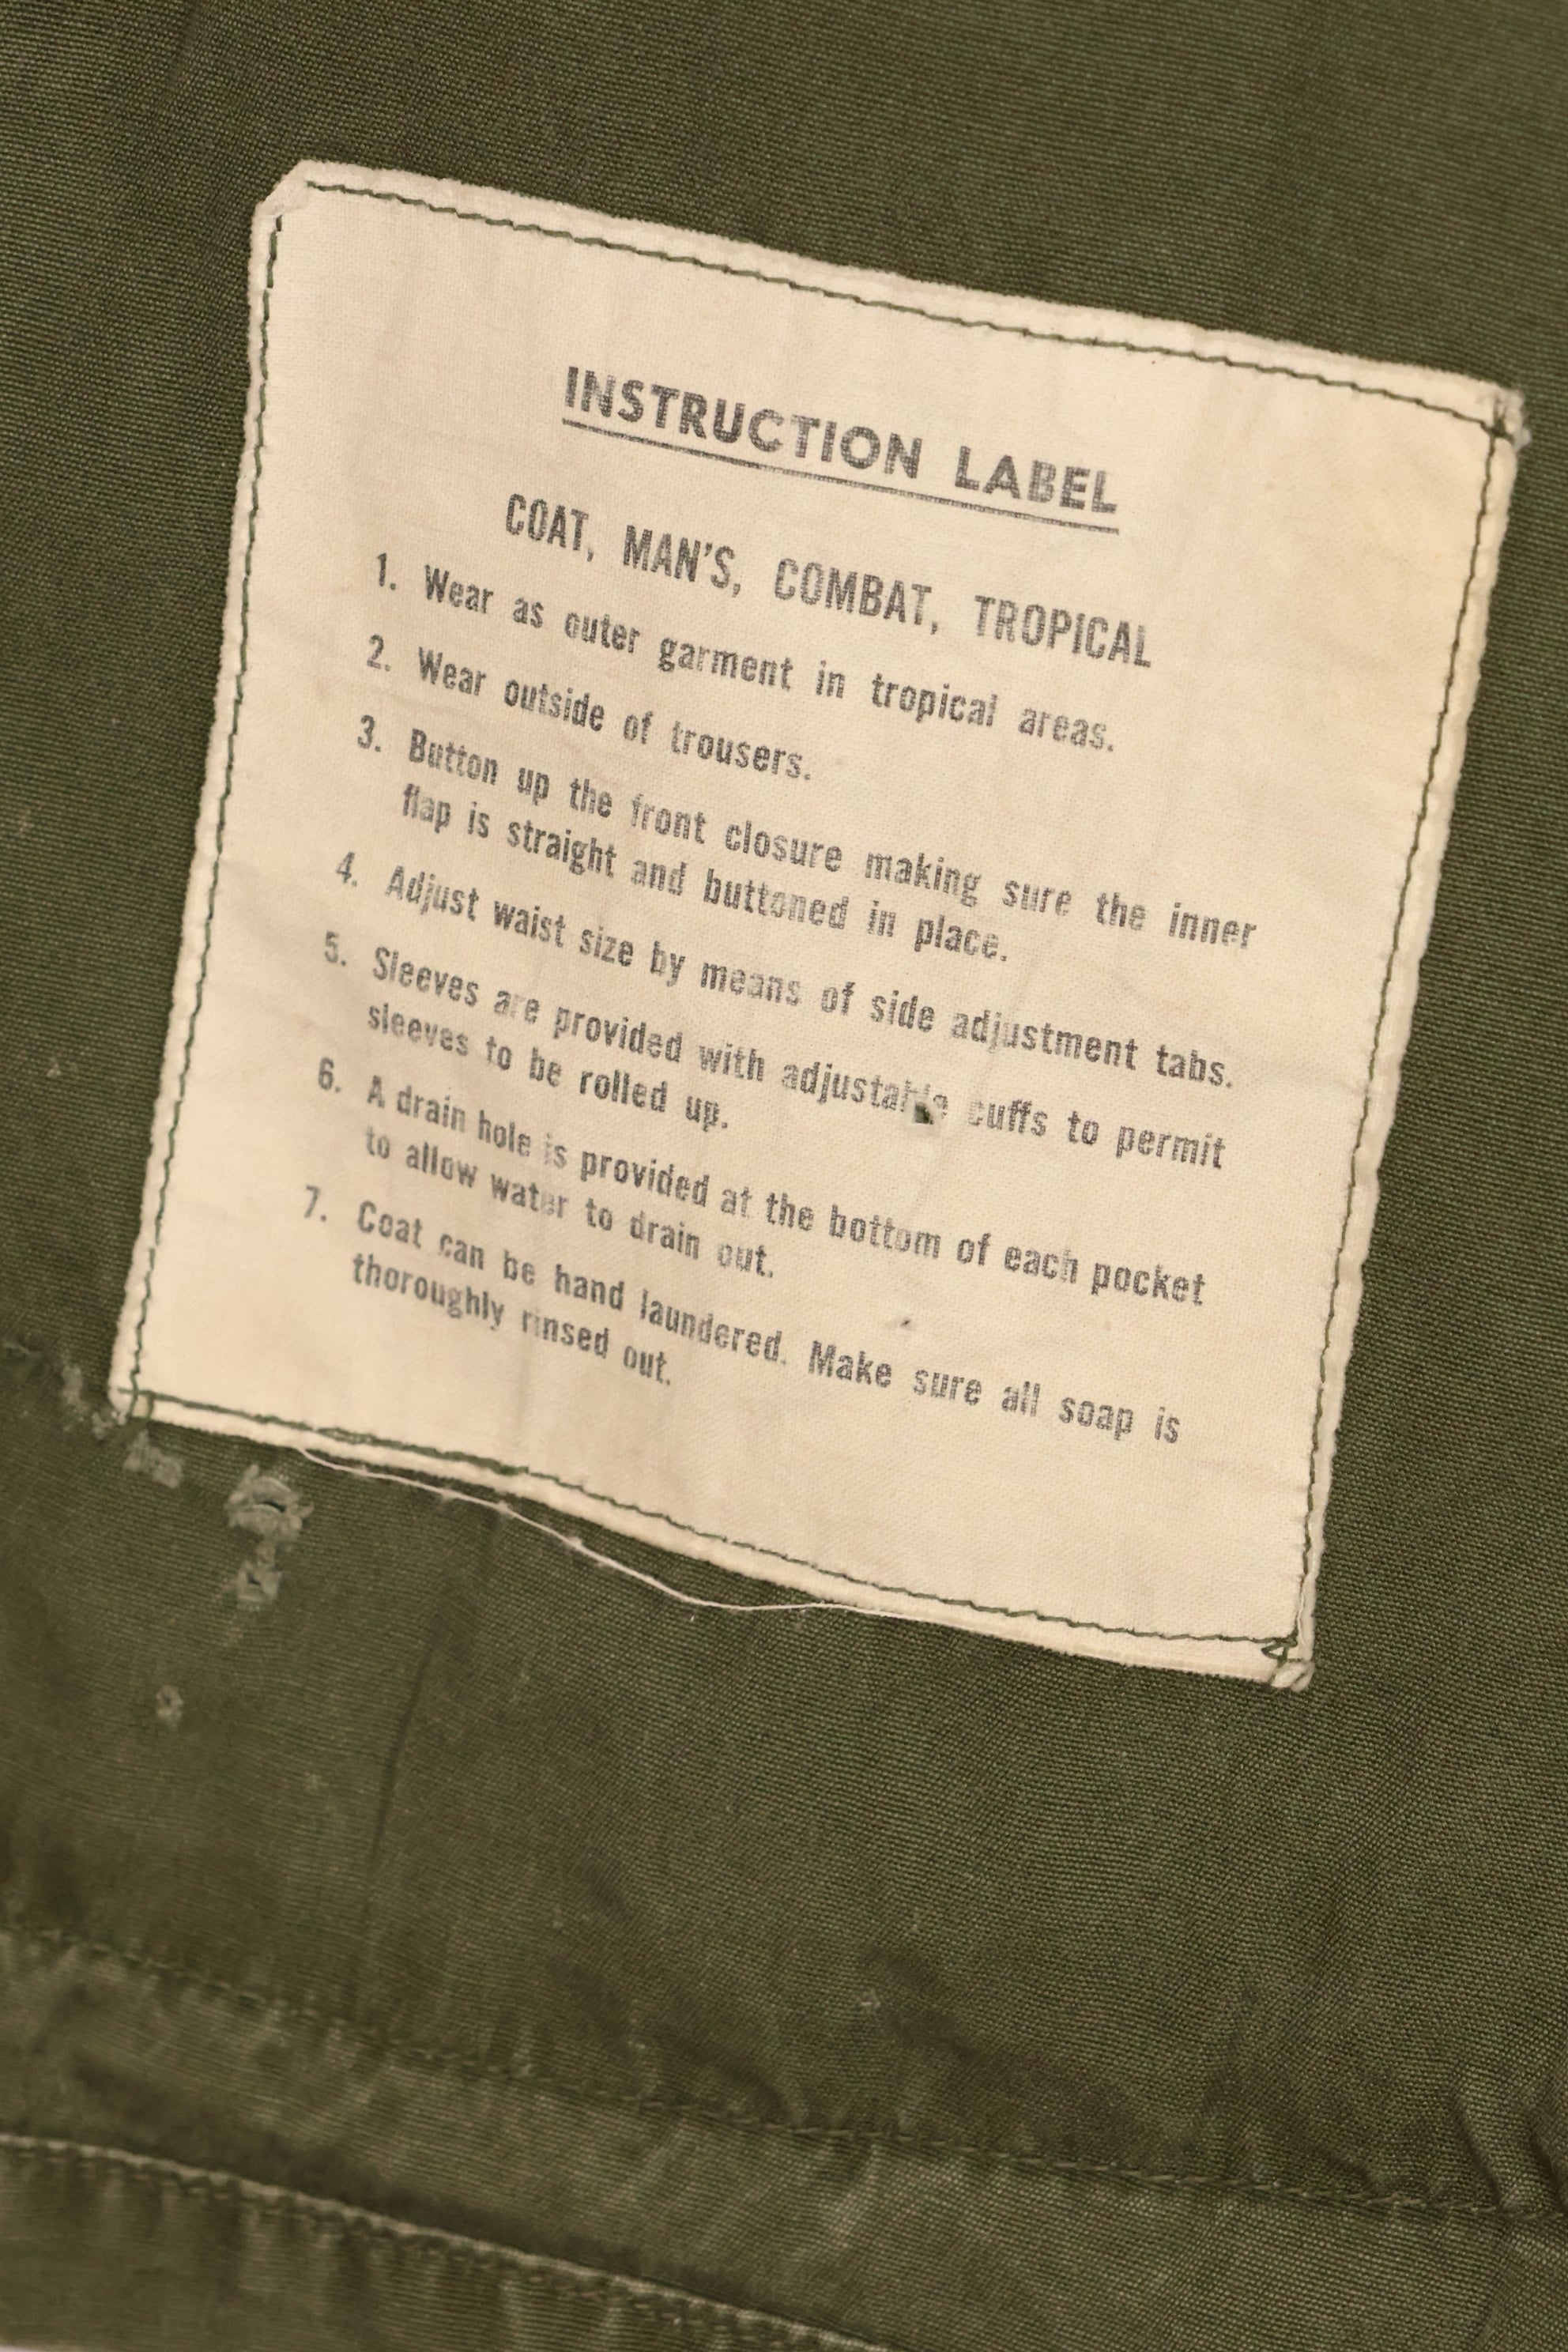 INSTRUCTION LABEL
COAT, MAN'S, COMBAT, TROPICAL
1. Wear as outer garment in tropical areas.
2. Wear outside of trousers.
3. Button up the front closure making sure the inner
flap is straight and buttoned in place.
4. Adjust waist size by means of side adjustment tabs.
5. Sleeves are provided with adjustable cuffs to permit
sleeves to be rolled up.
6. A drain hole is provided at the bottom of each pocket
to allow water to drain out.
7. Coat can be hand laundered. Make sure all soap is
thoroughly rinsed out.